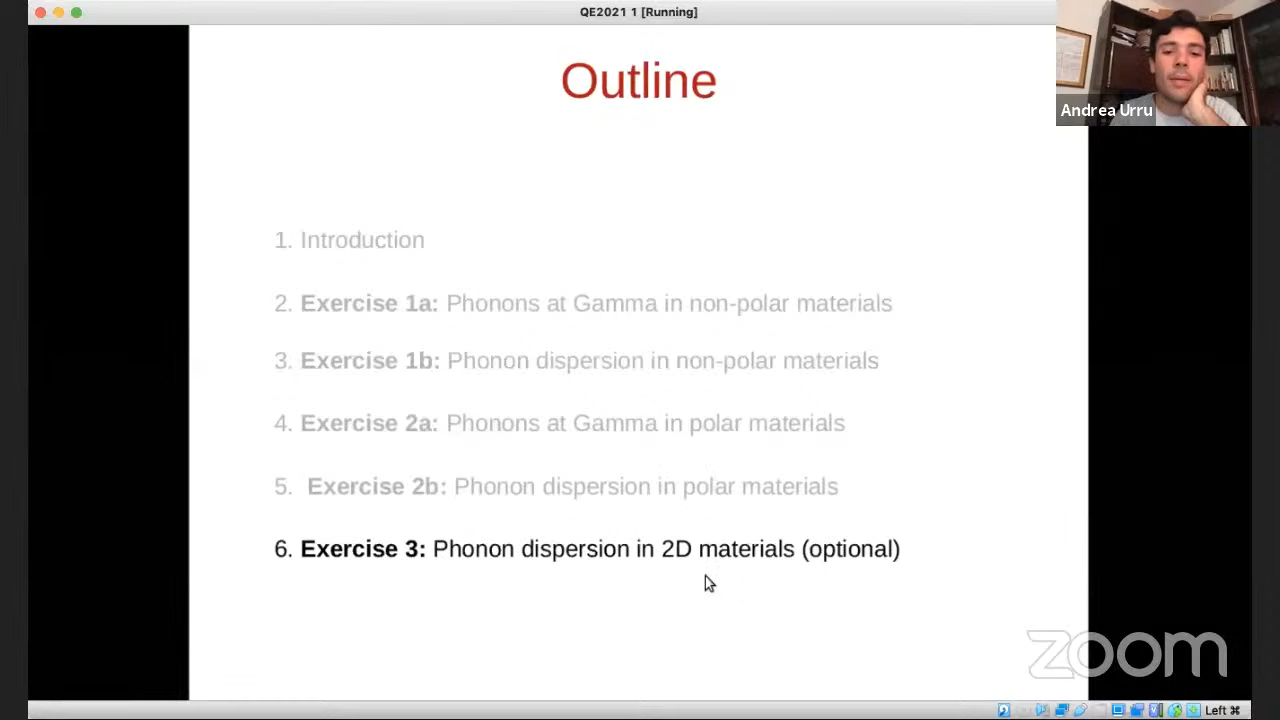 QE2021 1 [Running]
Outline
Andrea Urru
1. Introduction
2. Exercise 1a: Phonons at Gamma in non-polar materials
3. Exercise 1b: Phonon dispersion in non-polar materials
4. Exercise 2a: Phonons at Gamma in polar materials
5. Exercise 2b: Phonon dispersion in polar materials
6. Exercise 3: Phonon dispersion in 2D materials (optional)
zoom
Left ⌘